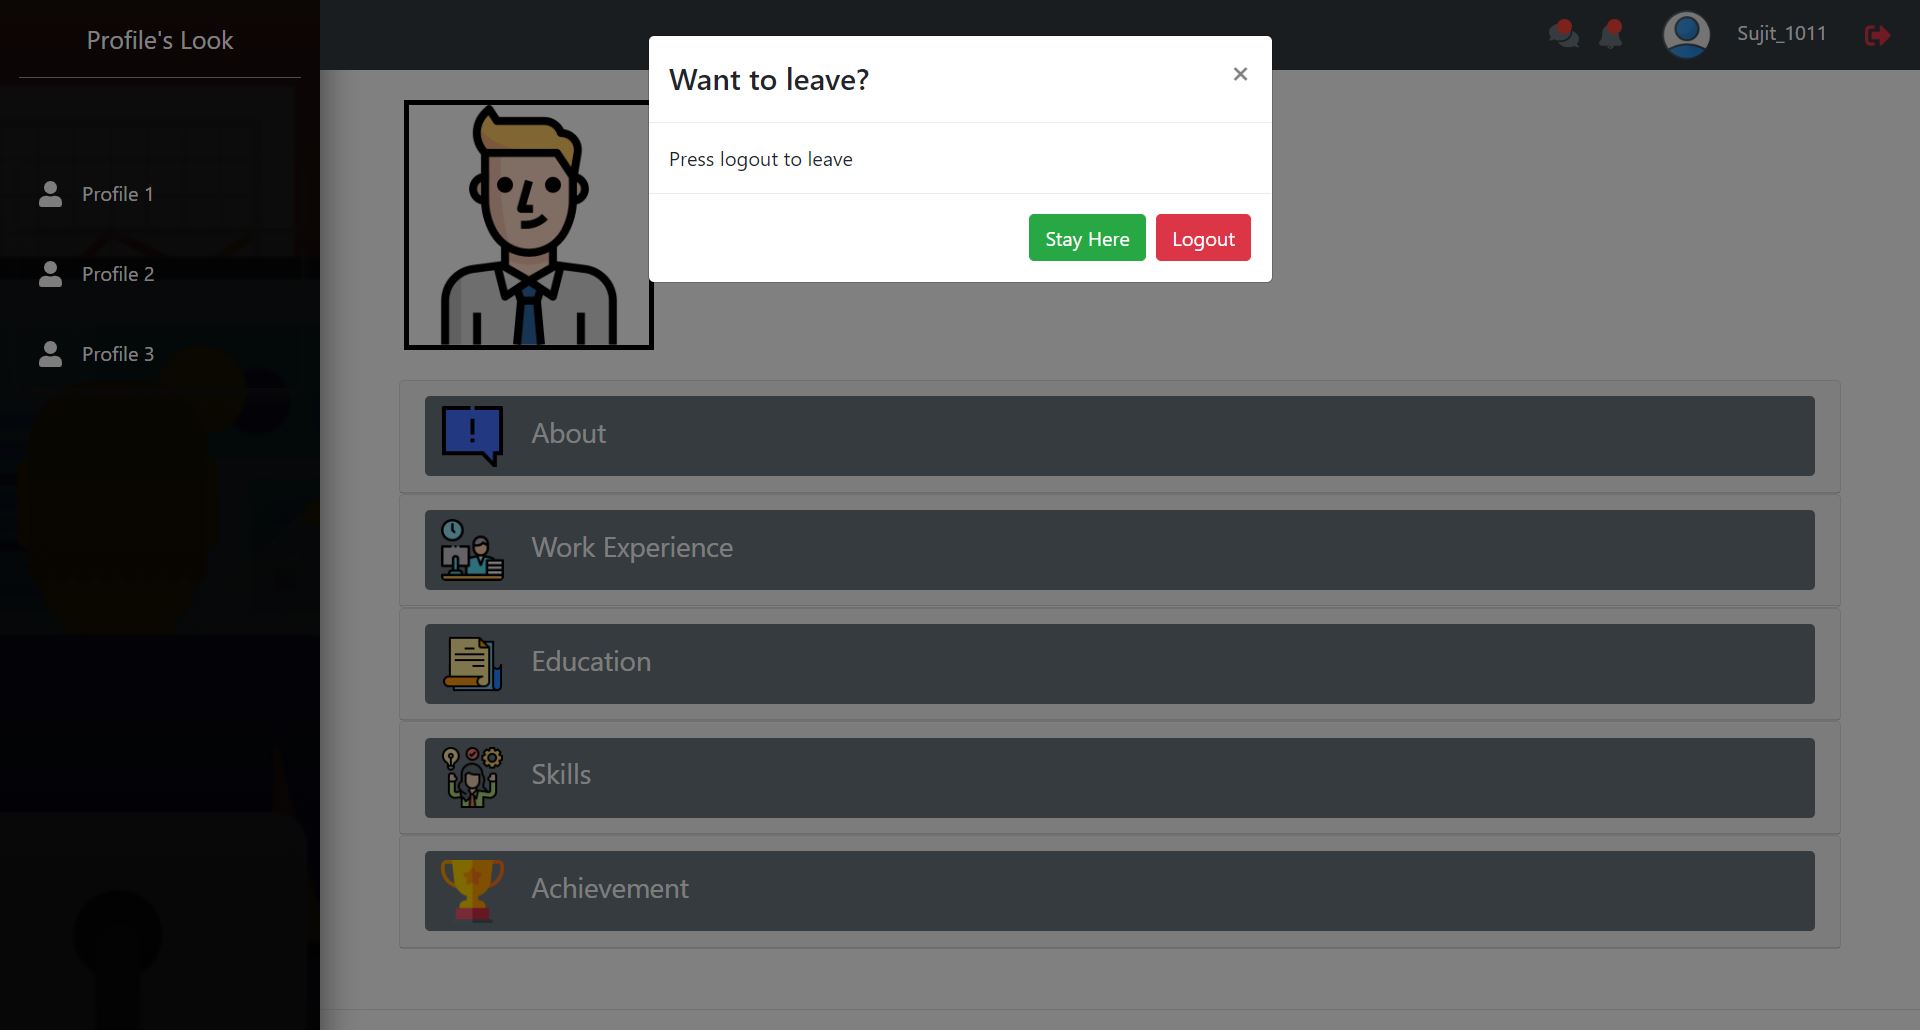 Profile's Look
Profile 1
Profile 2
Profile 3
Sujit_1011
Want to leave?
×
Press logout to leave
Stay Here
Logout
About
Work Experience
Education
Skills
Achievement